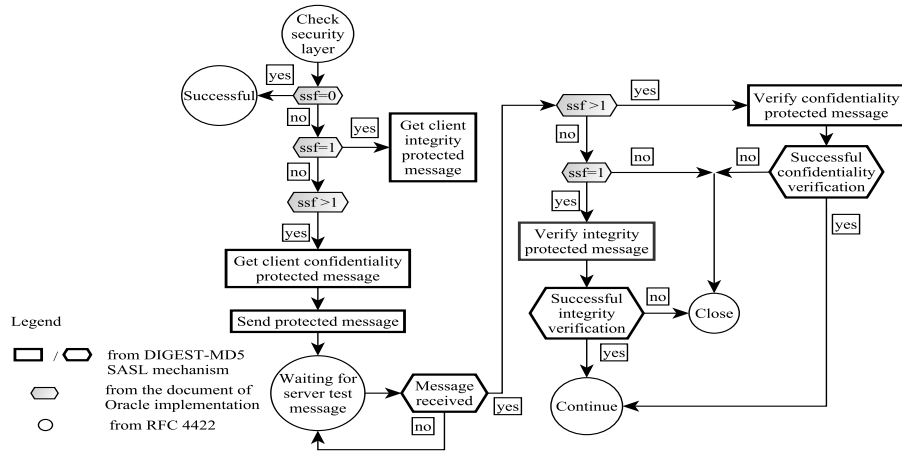 Check
security
layer
yes
Successful
ssf=0
no
yes
ssf=1
Get client
integrity
protected
message
no
ssf >1
yes
Get client confidentiality
protected message
Send protected message
Waiting for
server test
message
Message
received
yes
no
ssf >1
yes
Verify confidentiality
protected message
no
ssf=1
no
no
Successful
confidentiality
verification
yes
yes
Verify integrity
protected message
Successful
integrity
verification
no
Close
yes
Continue
Legend
/
from DIGEST-MD5
SASL mechanism
from the document of
Oracle implementation
from RFC 4422